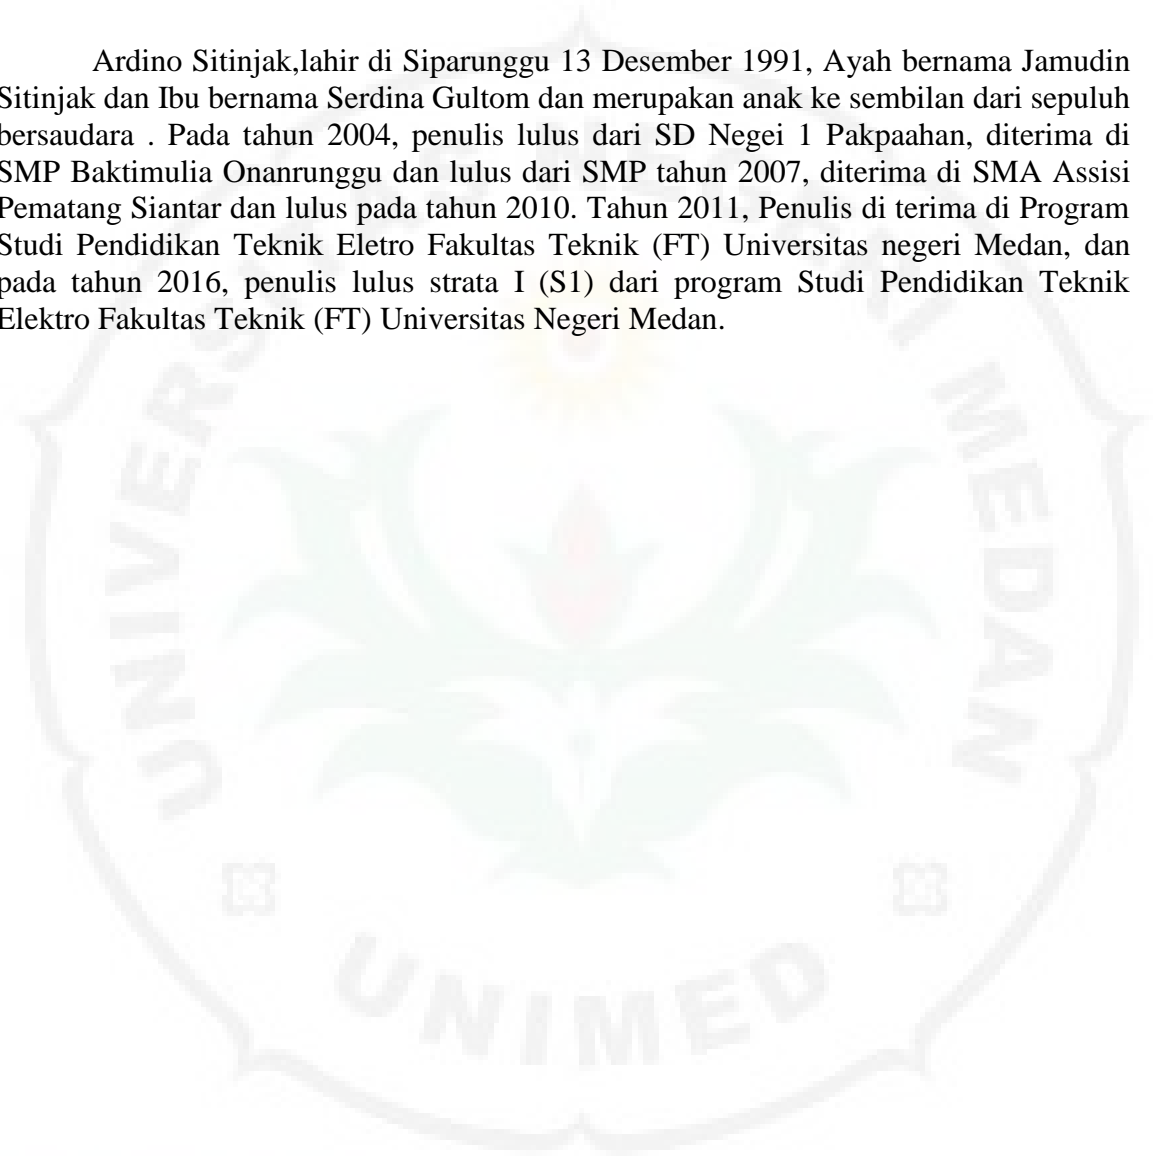 Ardino Sitinjak,lahir di Siparunggu 13 Desember 1991, Ayah bernama Jamudin
Sitinjak dan Ibu bernama Serdina Gultom dan merupakan anak ke sembilan dari sepuluh
bersaudara . Pada tahun 2004, penulis lulus dari SD Negei 1 Pakpaahan, diterima di
SMP Baktimulia Onanrunggu dan lulus dari SMP tahun 2007, diterima di SMA Assisi
Pematang Siantar dan lulus pada tahun 2010. Tahun 2011, Penulis di terima di Program
Studi Pendidikan Teknik Eletro Fakultas Teknik (FT) Universitas negeri Medan, dan
pada tahun 2016, penulis lulus strata I (S1) dari program Studi Pendidikan Teknik
Elektro Fakultas Teknik (FT) Universitas Negeri Medan.
UNIVERSITAS NEGERI MEDAN
UNIMED